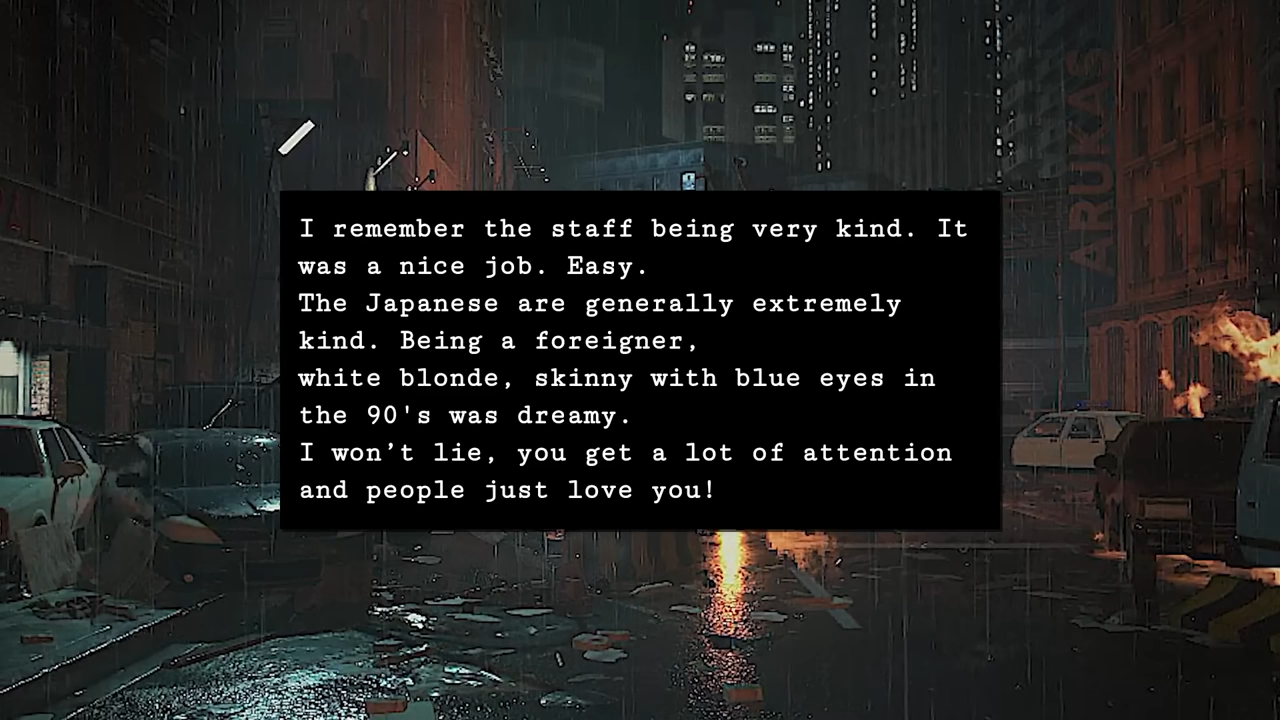 I remember the staff being very kind. It
was a nice job. Easy.
The Japanese are generally extremely
kind. Being a foreigner,
white blonde, skinny with blue eyes in
the 90's was dreamy.
I won’t lie, you get a lot of attention
and people just love you!
ARUKAS